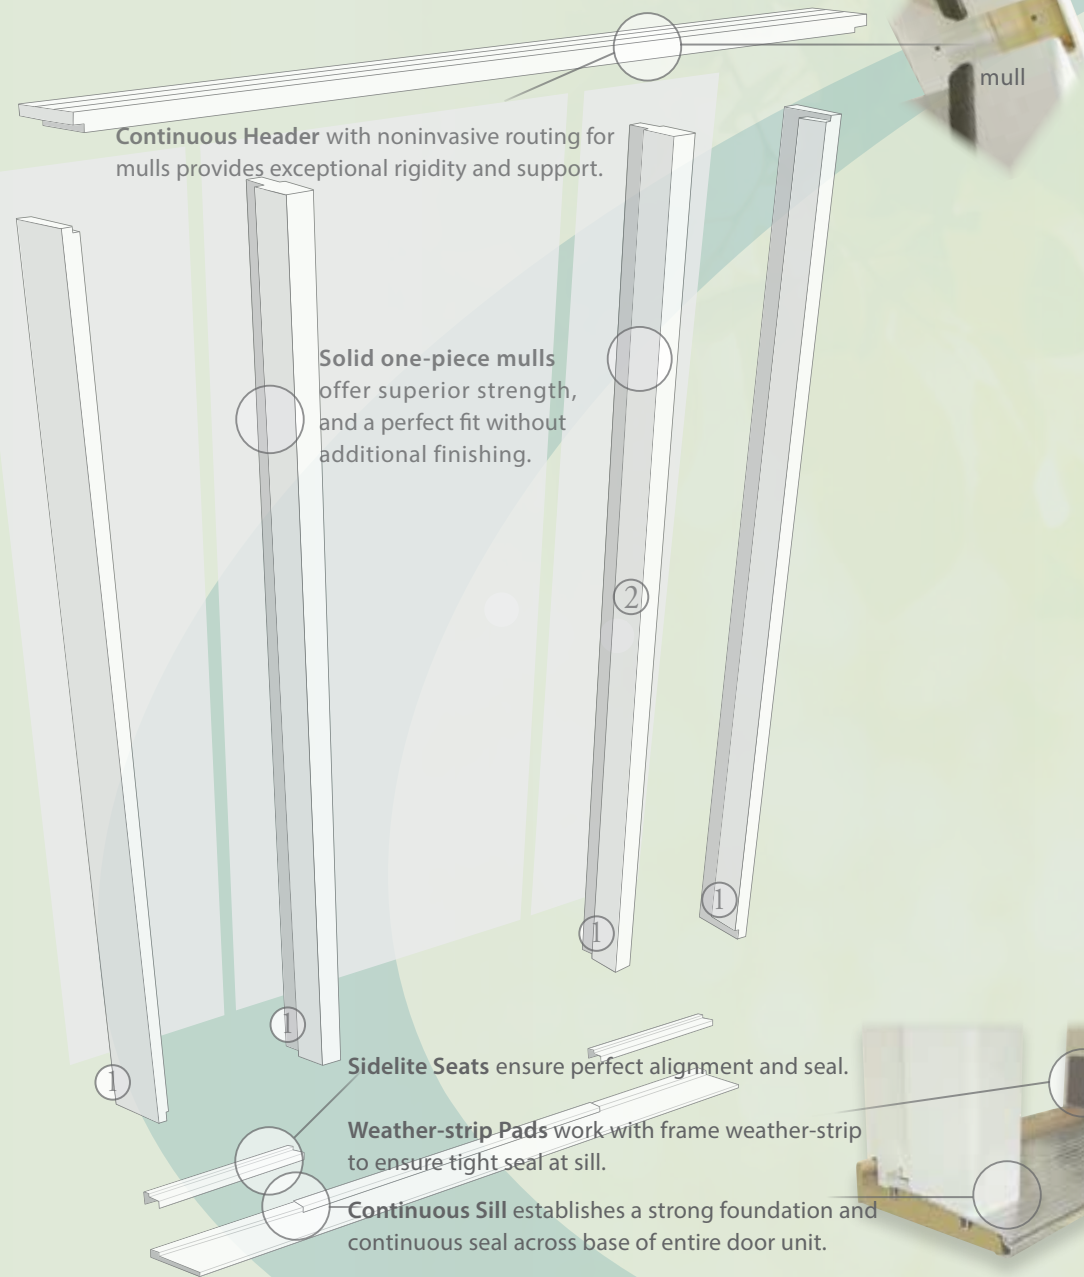 mull
Continuous Header with noninvasive routing for
mulls provides exceptional rigidity and support.
Solid one-piece mulls
offer superior strength,
and a perfect fit without
additional finishing.
2
1
1
1
1
Sidelite Seats ensure perfect alignment and seal.
Weather-strip Pads work with frame weather-strip
to ensure tight seal at sill.
Continuous Sill establishes a strong foundation and
continuous seal across base of entire door unit.